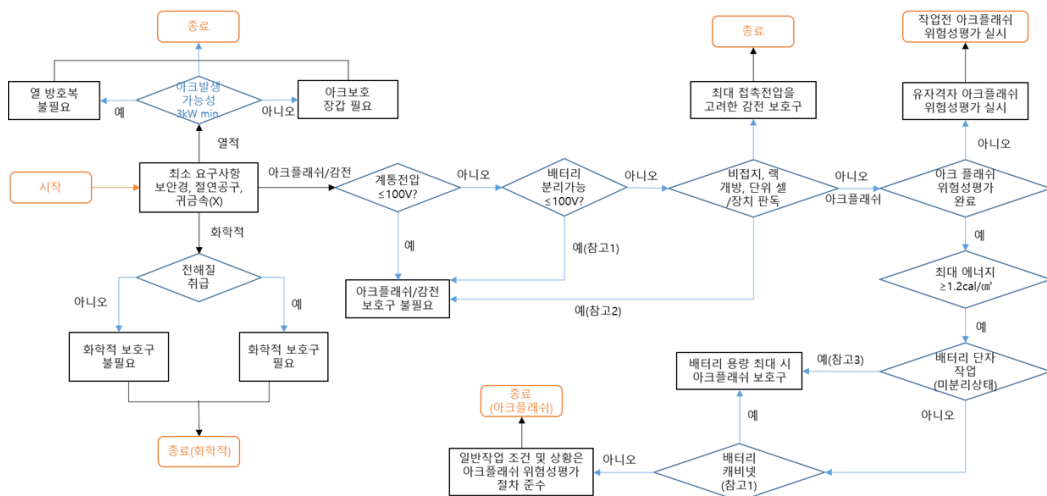 종료
열 방호복
불필요
예
아크발생
가능성
3kW min.
아니오
아크보호
장갑 필요
열적
시작
최소 요구사항
보안경, 절연공구,
귀금속(X)
아크플래쉬/감전
화학적
전해질
취급
아니오
예
화학적 보호구
불필요
화학적 보호구
필요
종료(화학적)
계통전압
≤100V?
아니오
예
배터리
분리가능
≤100V?
아니오
예(참고1)
아크플래쉬/감전
보호구 불필요
종료
최대 접촉전압을
고려한 감전 보호구
아니오
비접지, 랙
개방, 단위 셀
/장치 판독
아니오
아크플래쉬
예(참고2)
작업전 아크플래쉬
위험성평가 실시
유자격자 아크플래쉬
위험성평가 실시
아니오
아크 플래쉬
위험성평가
완료
예
최대 에너지
≥1.2cal/㎠
예
배터리 단자
작업
(미분리상태)
예(참고3)
아니오
배터리 용량 최대 시
아크플래쉬 보호구
예
배터리
캐비넷
(참고1)
아니오
종료
(아크플래쉬)
일반작업 조건 및 상황은
아크플래쉬 위험성평가
절차 준수